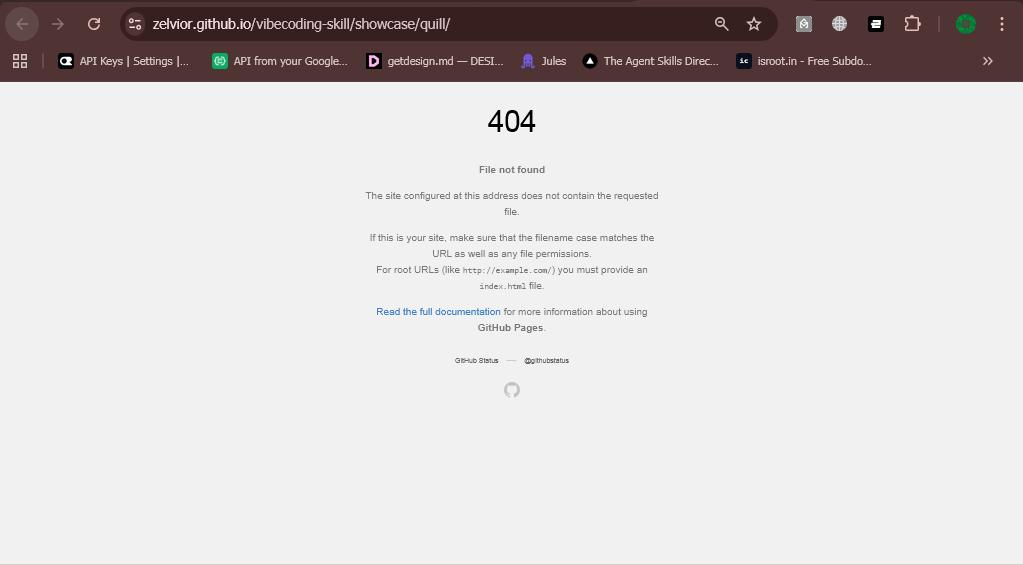 zelvior.github.io/vibecoding-skill/showcase/quill/
API Keys | Settings |... API from your Google... getdesign.md — DESI... Jules The Agent Skills Direc... isroot.in - Free Subdo...
404
File not found
The site configured at this address does not contain the requested
file.
If this is your site, make sure that the filename case matches the
URL as well as any file permissions.
For root URLs (like http://example.com/) you must provide an
index.html file.
Read the full documentation for more information about using
GitHub Pages.
GitHub Status — @githubstatus